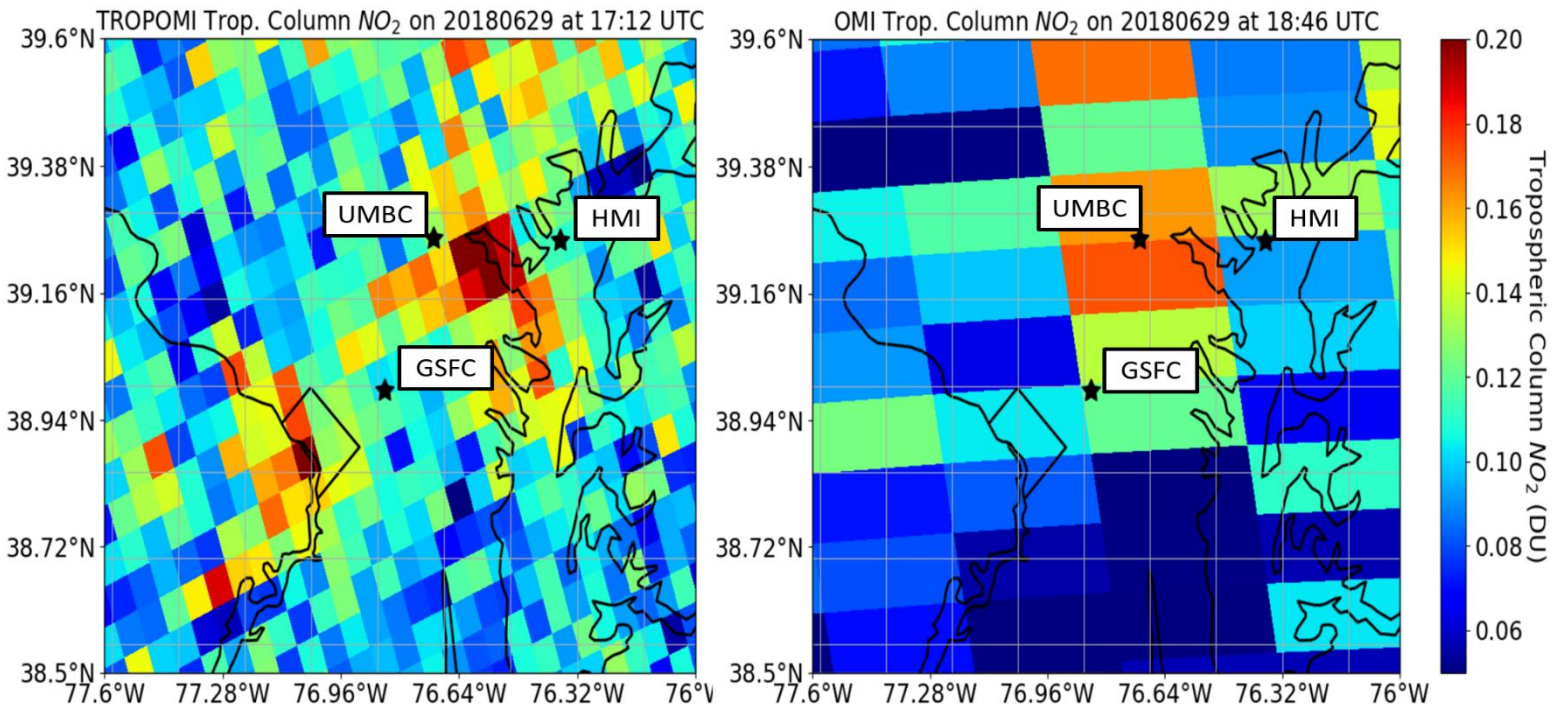 TROPOMI Trop. Column NO2 on 20180629 at 17:12 UTC
39.6°N
39.38°N
39.16°N
38.94°N
38.72°N
38.5°N
77.6°W
77.28°W
76.96°W
76.64°W
76.32°W
76°W
UMBC
HMI
GSFC
OMI Trop. Column NO2 on 20180629 at 18:46 UTC
39.6°N
39.38°N
39.16°N
38.94°N
38.72°N
38.5°N
77.6°W
77.28°W
76.96°W
76.64°W
76.32°W
76°W
UMBC
HMI
GSFC
0.20
0.18
0.16
0.14
0.12
0.10
0.08
0.06
Tropospheric Column NO2 (DU)